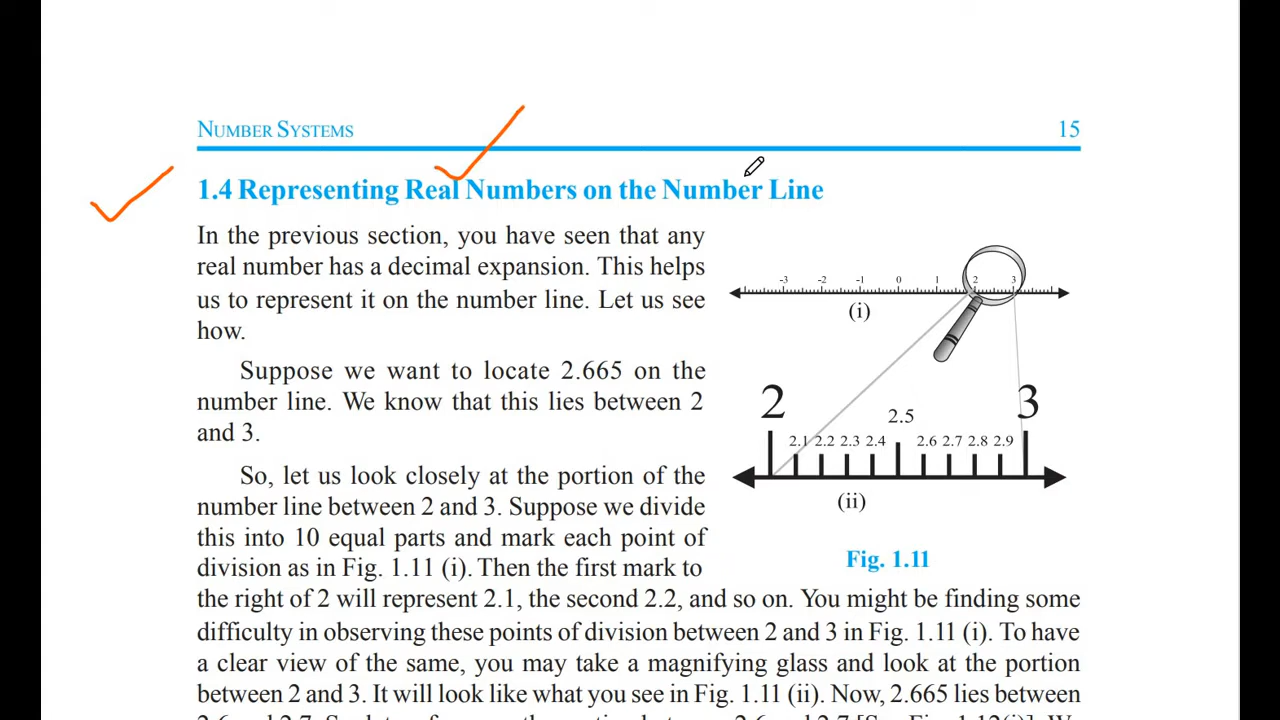 NUMBER SYSTEMS 15
1.4 Representing Real Numbers on the Number Line
In the previous section, you have seen that any
real number has a decimal expansion. This helps
us to represent it on the number line. Let us see
how.
Suppose we want to locate 2.665 on the
number line. We know that this lies between 2
and 3.
So, let us look closely at the portion of the
number line between 2 and 3. Suppose we divide
this into 10 equal parts and mark each point of
division as in Fig. 1.11 (i). Then the first mark to
-3 -2 -1 0 1 2 3
(i)
2 3
2.5
2.1 2.2 2.3 2.4 2.6 2.7 2.8 2.9
(ii)
Fig. 1.11
the right of 2 will represent 2.1, the second 2.2, and so on. You might be finding some
difficulty in observing these points of division between 2 and 3 in Fig. 1.11 (i). To have
a clear view of the same, you may take a magnifying glass and look at the portion
between 2 and 3. It will look like what you see in Fig. 1.11 (ii). Now, 2.665 lies between